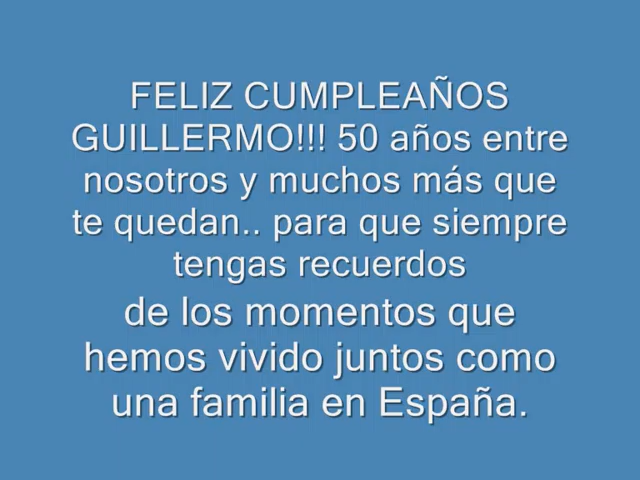 FELIZ CUMPLEAÑOS
GUILLERMO!!! 50 años entre
nosotros y muchos más que
te quedan.. para que siempre
tengas recuerdos
de los momentos que
hemos vivido juntos como
una familia en España.